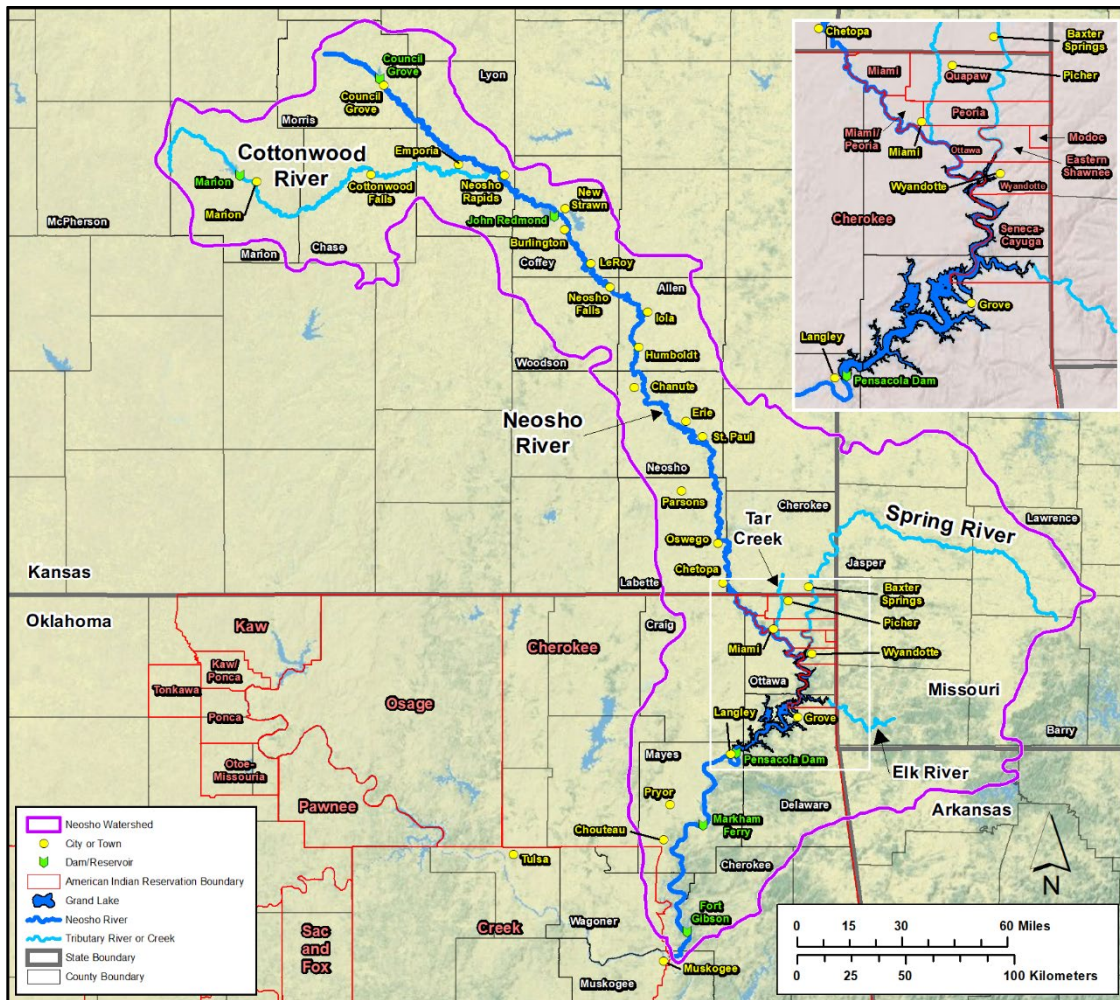 Council
Grove
Lyon
Council
Grove
Morris
Emporia
Cottonwood
River
Marion
Marion
Cottonwood
Falls
Neosho
Rapids
New
Strawn
John Redmond
McPherson
Marion
Chase
Burlington
Coffey
LeRoy
Neosho
Falls
Allen
Iola
Woodson
Humboldt
Chanute
Neosho
River
Erie
St. Paul
Neosho
Parsons
Cherokee
Tar
Creek
Spring River
Lawrence
Oswego
Jasper
Chetopa
Kansas
Labette
Baxter
Springs
Oklahoma
Kaw
Cherokee
Craig
Picher
Miami
Kaw/
Ponca
Tonkawa
Wyandotte
Osage
Ottawa
Missouri
Ponca
Langley
Grove
Barry
Otoe-
Missouria
Mayes
Pensacola Dam
Elk River
Pawnee
Pryor
Delaware
Arkansas
Markham
Ferry
Chouteau
Tulsa
Cherokee
Fort
Gibson
Wagoner
Creek
Sac
and
Fox
Muskogee
Muskogee
Chetopa
Baxter
Springs
Miami
Quapaw
Picher
Peoria
Miami/
Peoria
Miami
Ottawa
Modoc
Eastern
Shawnee
Wyandotte
Wyandotte
Cherokee
Seneca-
Cayuga
Grove
Langley
Pensacola Dam
Neosho Watershed
City or Town
Dam/Reservoir
American Indian Reservation Boundary
Grand Lake
Neosho River
Tributary River or Creek
State Boundary
County Boundary
N
0 15 30 60 Miles
0 25 50 100 Kilometers